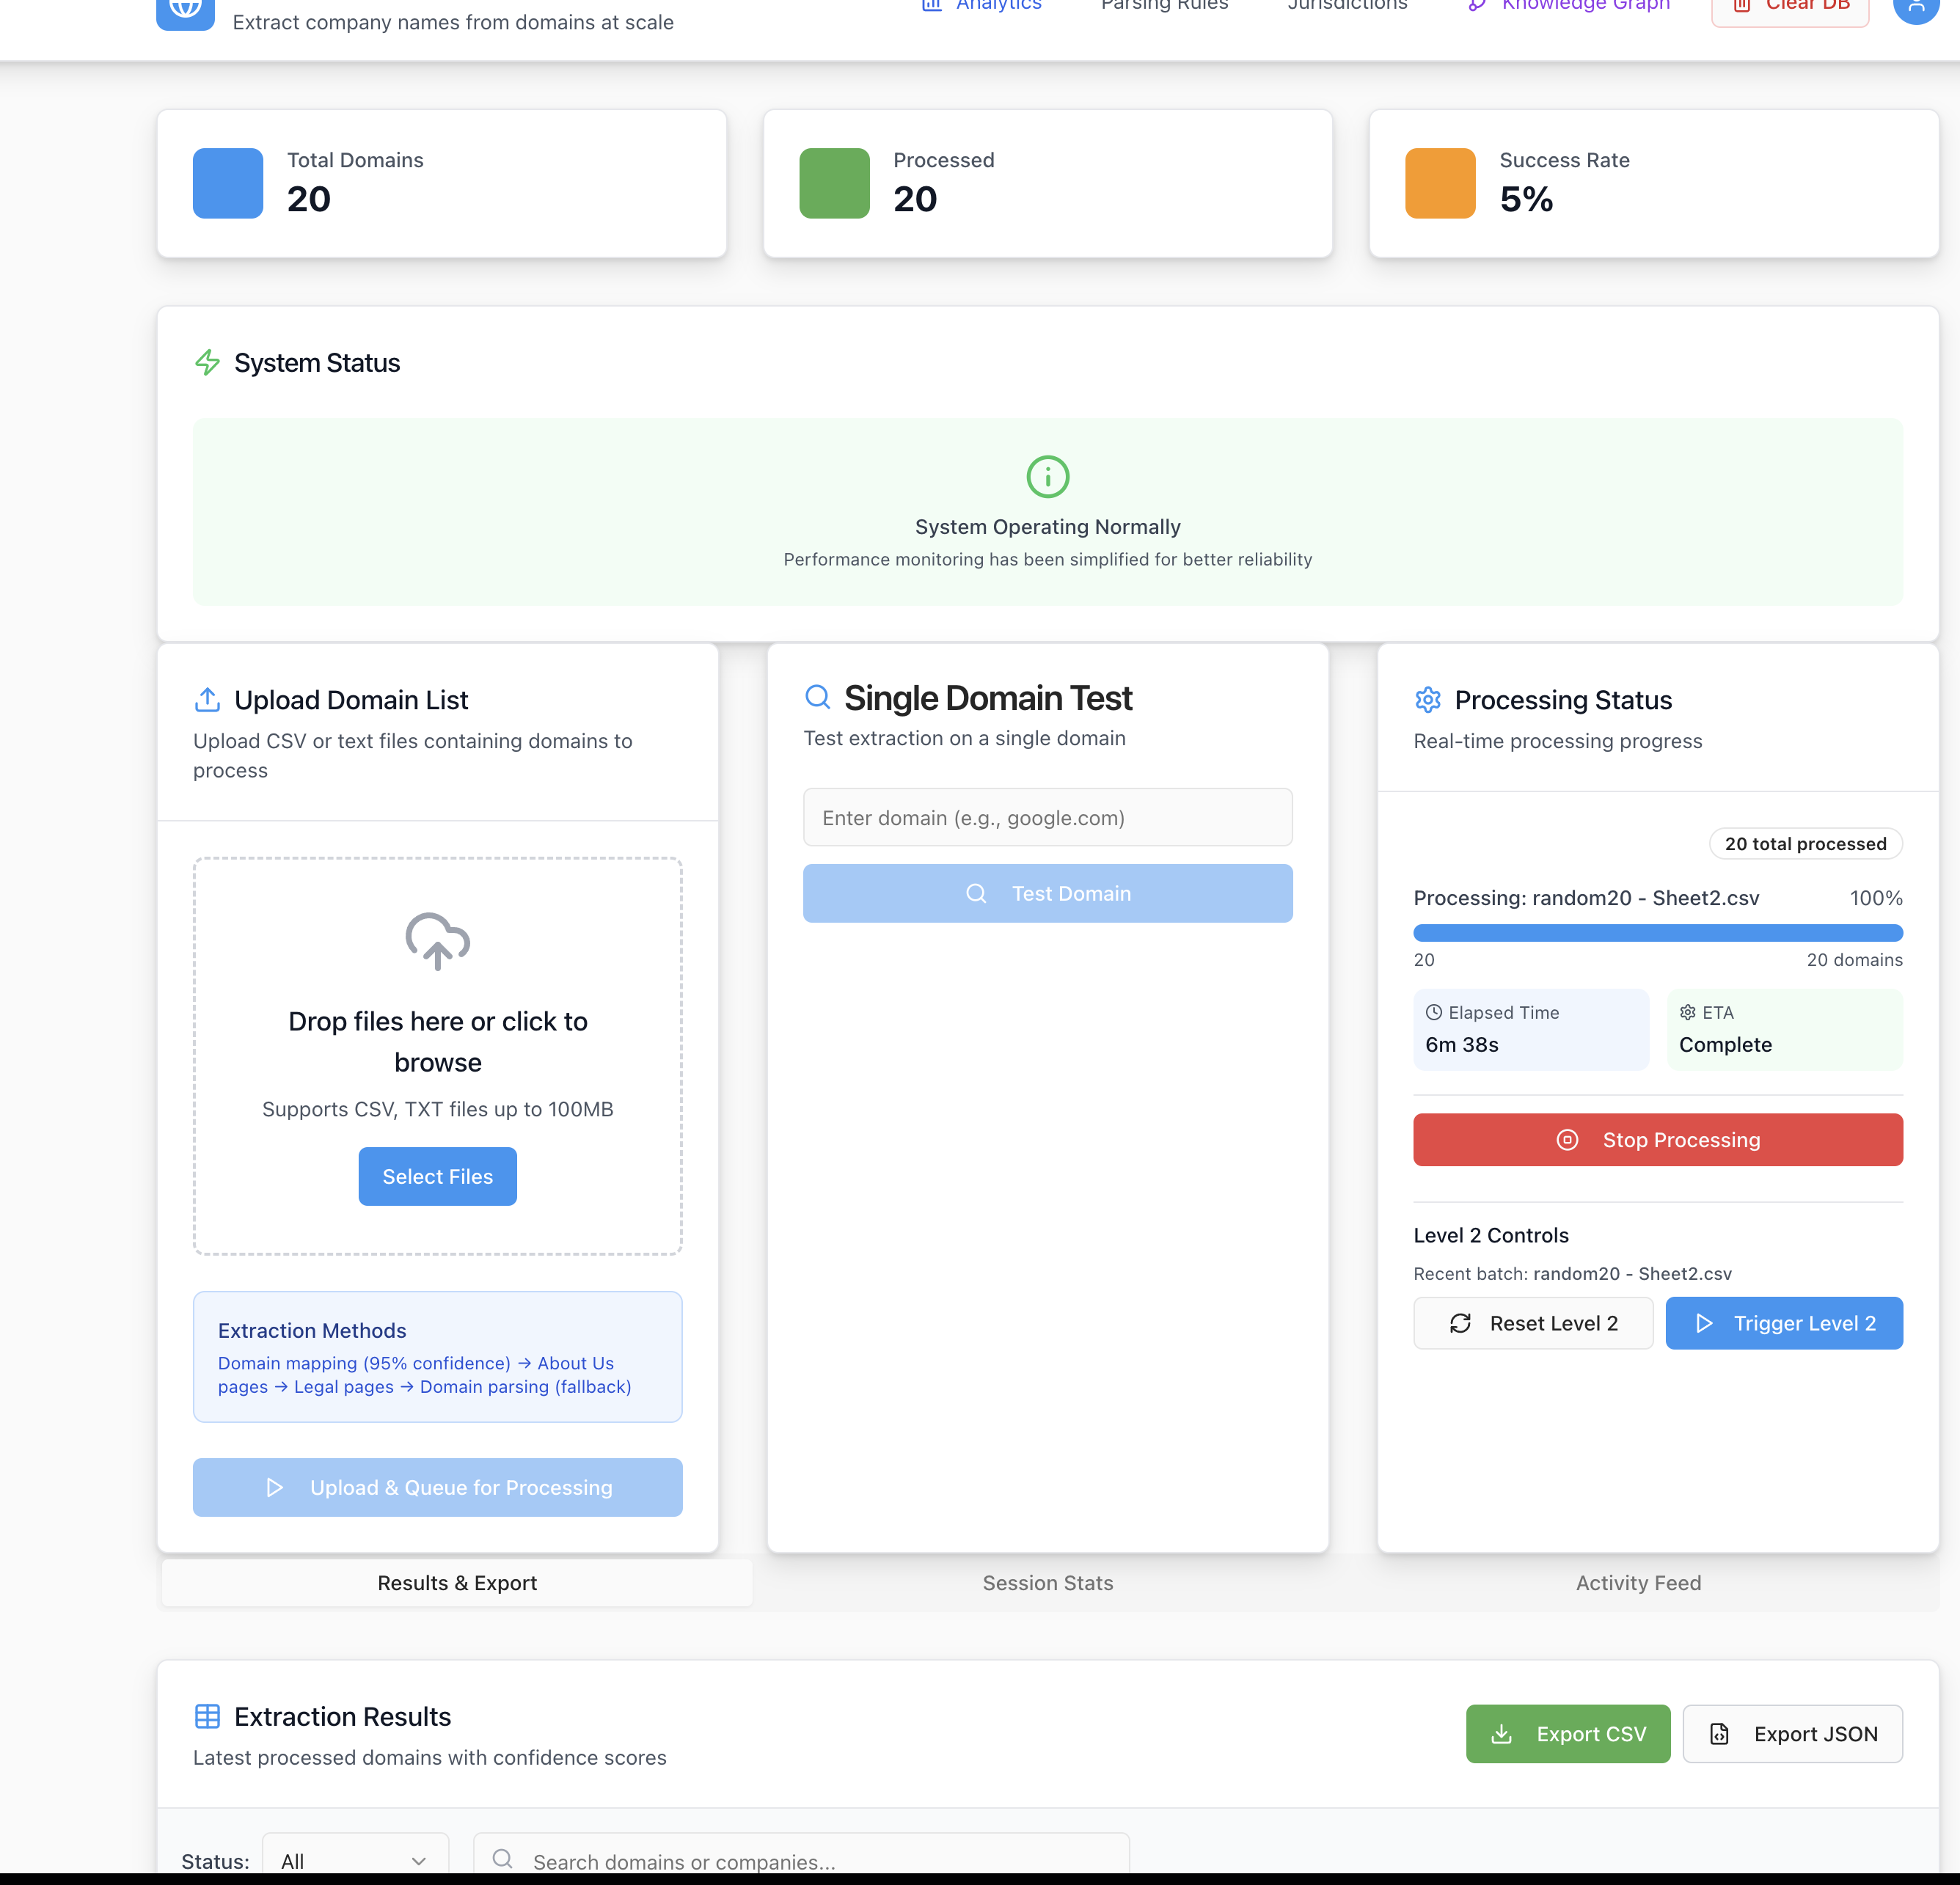 Extract company names from domains at scale
Analytics
Parsing Rules
Jurisdictions
Knowledge Graph
Clear DB
Total Domains
20
Processed
20
Success Rate
5%
System Status
System Operating Normally
Performance monitoring has been simplified for better reliability
Upload Domain List
Upload CSV or text files containing domains to
process
Drop files here or click to
browse
Supports CSV, TXT files up to 100MB
Select Files
Extraction Methods
Domain mapping (95% confidence) → About Us
pages → Legal pages → Domain parsing (fallback)
Upload & Queue for Processing
Single Domain Test
Test extraction on a single domain
Enter domain (e.g., google.com)
Test Domain
Processing Status
Real-time processing progress
20 total processed
Processing: random20 - Sheet2.csv 100%
20 20 domains
Elapsed Time
6m 38s
ETA
Complete
Stop Processing
Level 2 Controls
Recent batch: random20 - Sheet2.csv
Reset Level 2
Trigger Level 2
Results & Export
Session Stats
Activity Feed
Extraction Results
Latest processed domains with confidence scores
Export CSV
Export JSON
Status: All
Search domains or companies...